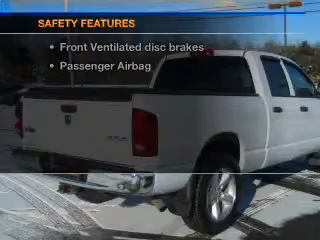 SAFETY FEATURES
• Front Ventilated disc brakes
• Passenger Airbag